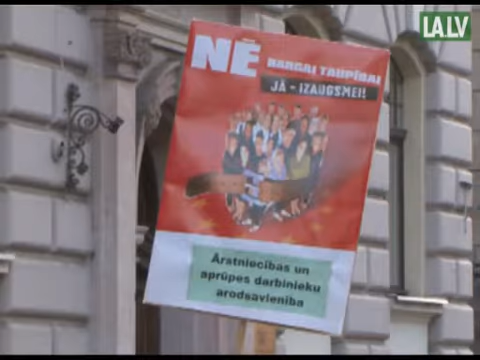 LA.LV
NĒ BARGAI TAUPĪBAI
JĀ - IZAUGSMEI!
Ārstniecības un
aprūpes darbinieku
arodsavienība